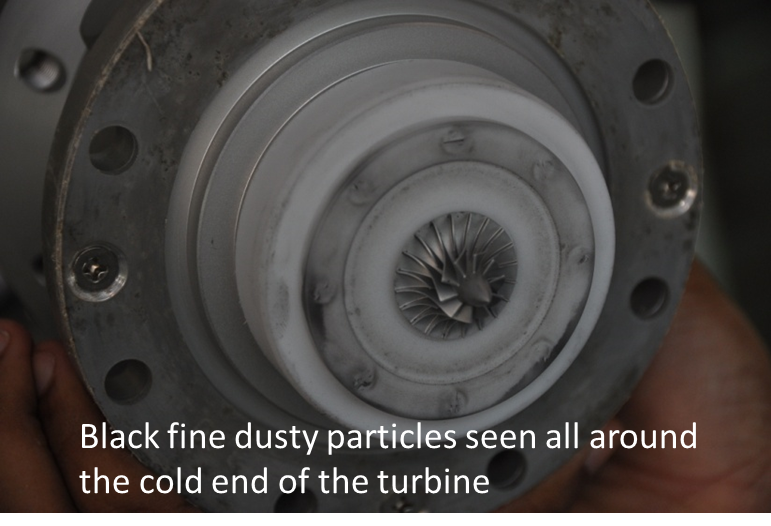 Black fine dusty particles seen all around
the cold end of the turbine